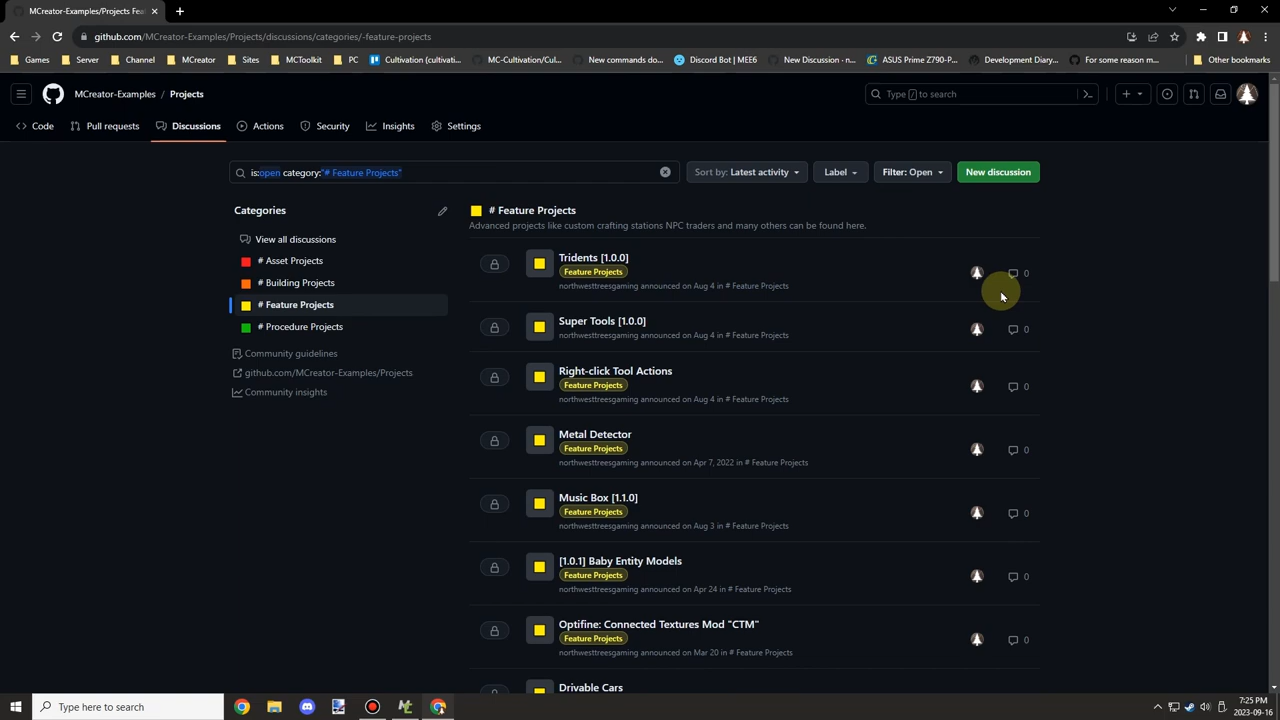 MCreator-Examples/Projects Fea
github.com/MCreator-Examples/Projects/discussions/categories/-feature-projects
Games
Server
Channel
MCreator
Sites
MCToolkit
PC
Cultivation (cultivati...
MC-Cultivation/Cul...
New commands do...
Discord Bot | MEE6
New Discussion · n...
ASUS Prime Z790-P...
Development Diary...
For some reason m...
Other bookmarks
MCreator-Examples / Projects
Type / to search
Code
Pull requests
Discussions
Actions
Security
Insights
Settings
is:open category:"# Feature Projects"
Sort by: Latest activity
Label
Filter: Open
New discussion
Categories
View all discussions
# Asset Projects
# Building Projects
# Feature Projects
# Procedure Projects
Community guidelines
github.com/MCreator-Examples/Projects
Community insights
# Feature Projects
Advanced projects like custom crafting stations NPC traders and many others can be found here.
Tridents [1.0.0]
Feature Projects
northwesttreesgaming announced on Aug 4 in # Feature Projects
0
Super Tools [1.0.0]
northwesttreesgaming announced on Aug 4 in # Feature Projects
0
Right-click Tool Actions
Feature Projects
northwesttreesgaming announced on Aug 4 in # Feature Projects
0
Metal Detector
Feature Projects
northwesttreesgaming announced on Apr 7, 2022 in # Feature Projects
0
Music Box [1.1.0]
Feature Projects
northwesttreesgaming announced on Aug 3 in # Feature Projects
0
[1.0.1] Baby Entity Models
Feature Projects
northwesttreesgaming announced on Apr 24 in # Feature Projects
0
Optifine: Connected Textures Mod "CTM"
Feature Projects
northwesttreesgaming announced on Mar 20 in # Feature Projects
0
Drivable Cars
Type here to search
7:25 PM
2023-09-16